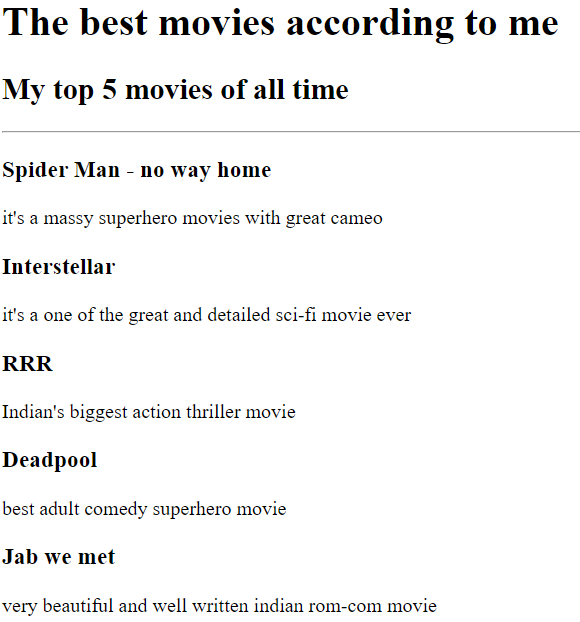 The best movies according to me
My top 5 movies of all time
Spider Man - no way home
it's a massy superhero movies with great cameo
Interstellar
it's a one of the great and detailed sci-fi movie ever
RRR
Indian's biggest action thriller movie
Deadpool
best adult comedy superhero movie
Jab we met
very beautiful and well written indian rom-com movie